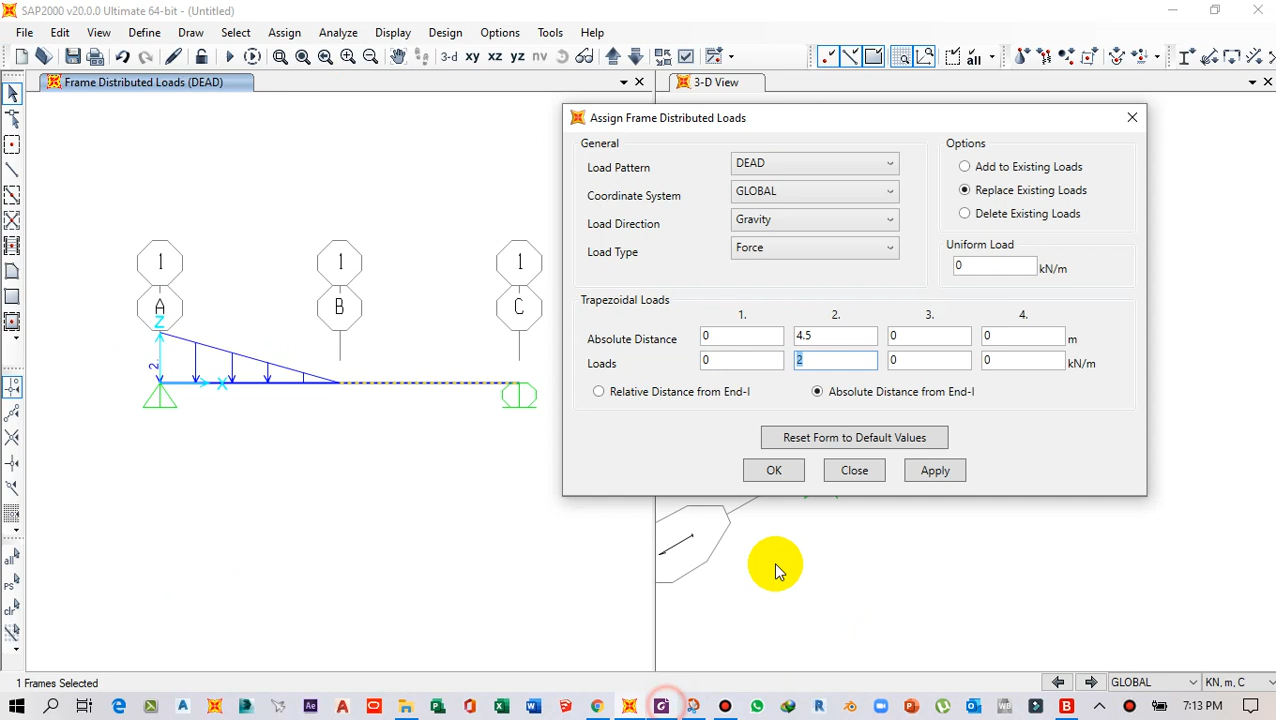 SAP2000 v20.0.0 Ultimate 64-bit - (Untitled)
File Edit View Define Draw Select Assign Analyze Display Design Options Tools Help
3-d xy xz yz nv all
Frame Distributed Loads (DEAD)
3-D View
Assign Frame Distributed Loads
General
Load Pattern DEAD
Coordinate System GLOBAL
Load Direction Gravity
Load Type Force
Options
Add to Existing Loads
Replace Existing Loads
Delete Existing Loads
Uniform Load
0 kN/m
Trapezoidal Loads
1. 2. 3. 4.
Absolute Distance 0 4.5 0 0 m
Loads 0 2 0 0 kN/m
Relative Distance from End-I
Absolute Distance from End-I
Reset Form to Default Values
OK Close Apply
1 1 1
A B C
Z
2.
X
all
PS
clr
1 Frames Selected
GLOBAL
KN, m, C
7:13 PM